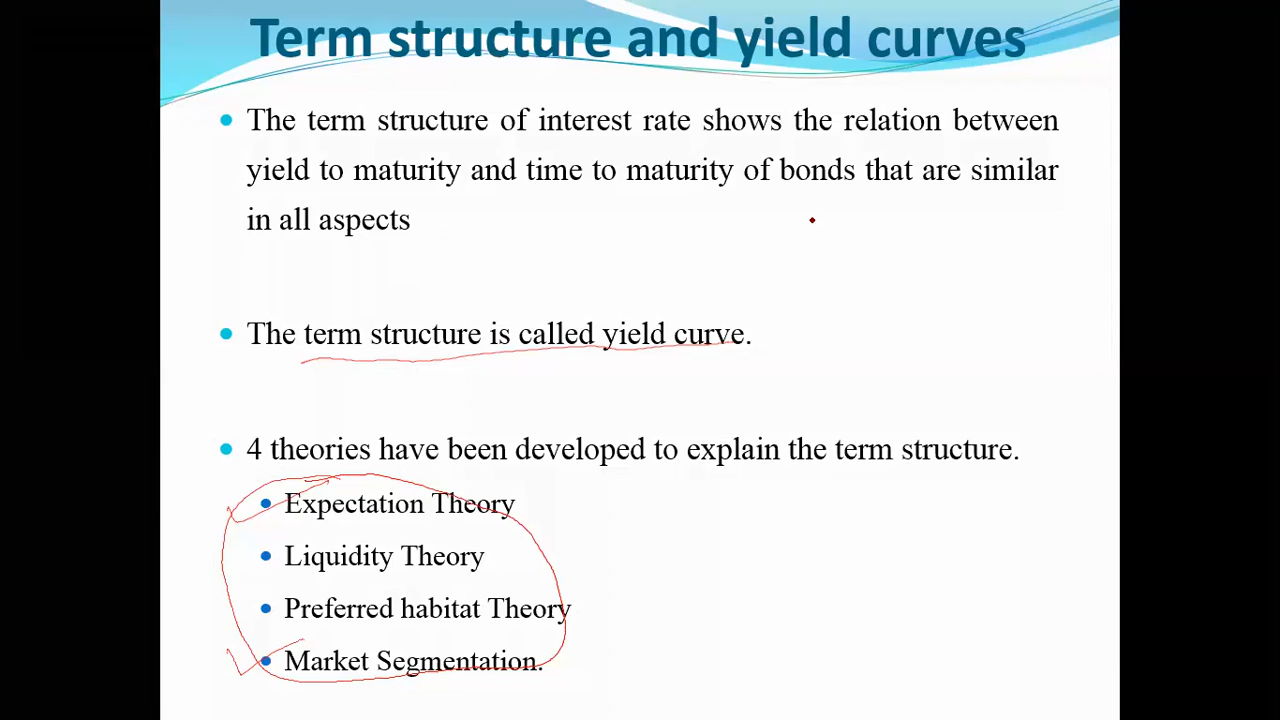 Term structure and yield curves
The term structure of interest rate shows the relation between
yield to maturity and time to maturity of bonds that are similar
in all aspects
The term structure is called yield curve.
4 theories have been developed to explain the term structure.
Expectation Theory
Liquidity Theory
Preferred habitat Theory
Market Segmentation.